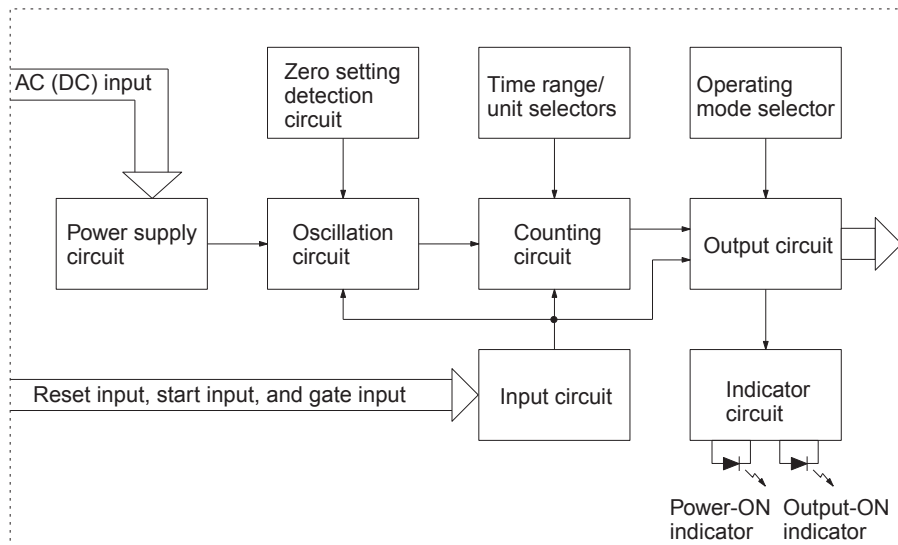 AC (DC) input
Zero setting
detection
circuit
Time range/
unit selectors
Operating
mode selector
Power supply
circuit
Oscillation
circuit
Counting
circuit
Output circuit
Reset input, start input, and gate input
Input circuit
Indicator
circuit
Power-ON
indicator
Output-ON
indicator